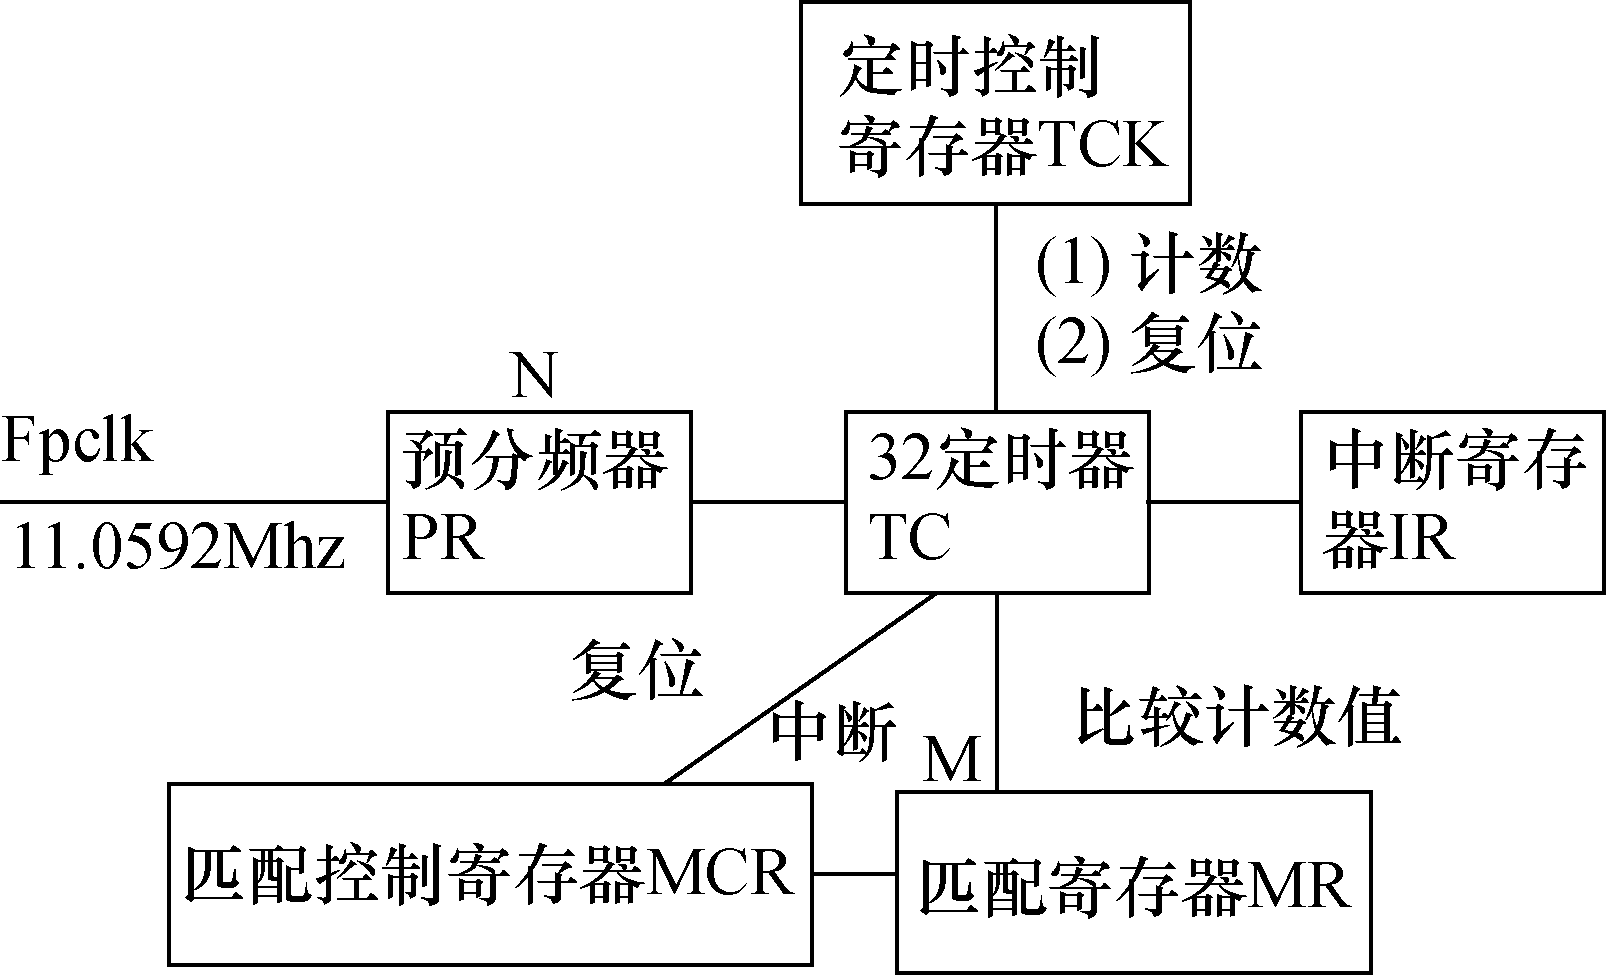 定时控制
寄存器TCK
(1) 计数
(2) 复位
N
Fpclk
11.0592Mhz
预分频器
PR
32定时器
TC
中断寄存
器IR
复位
中断
M
比较计数值
匹配控制寄存器MCR
匹配寄存器MR